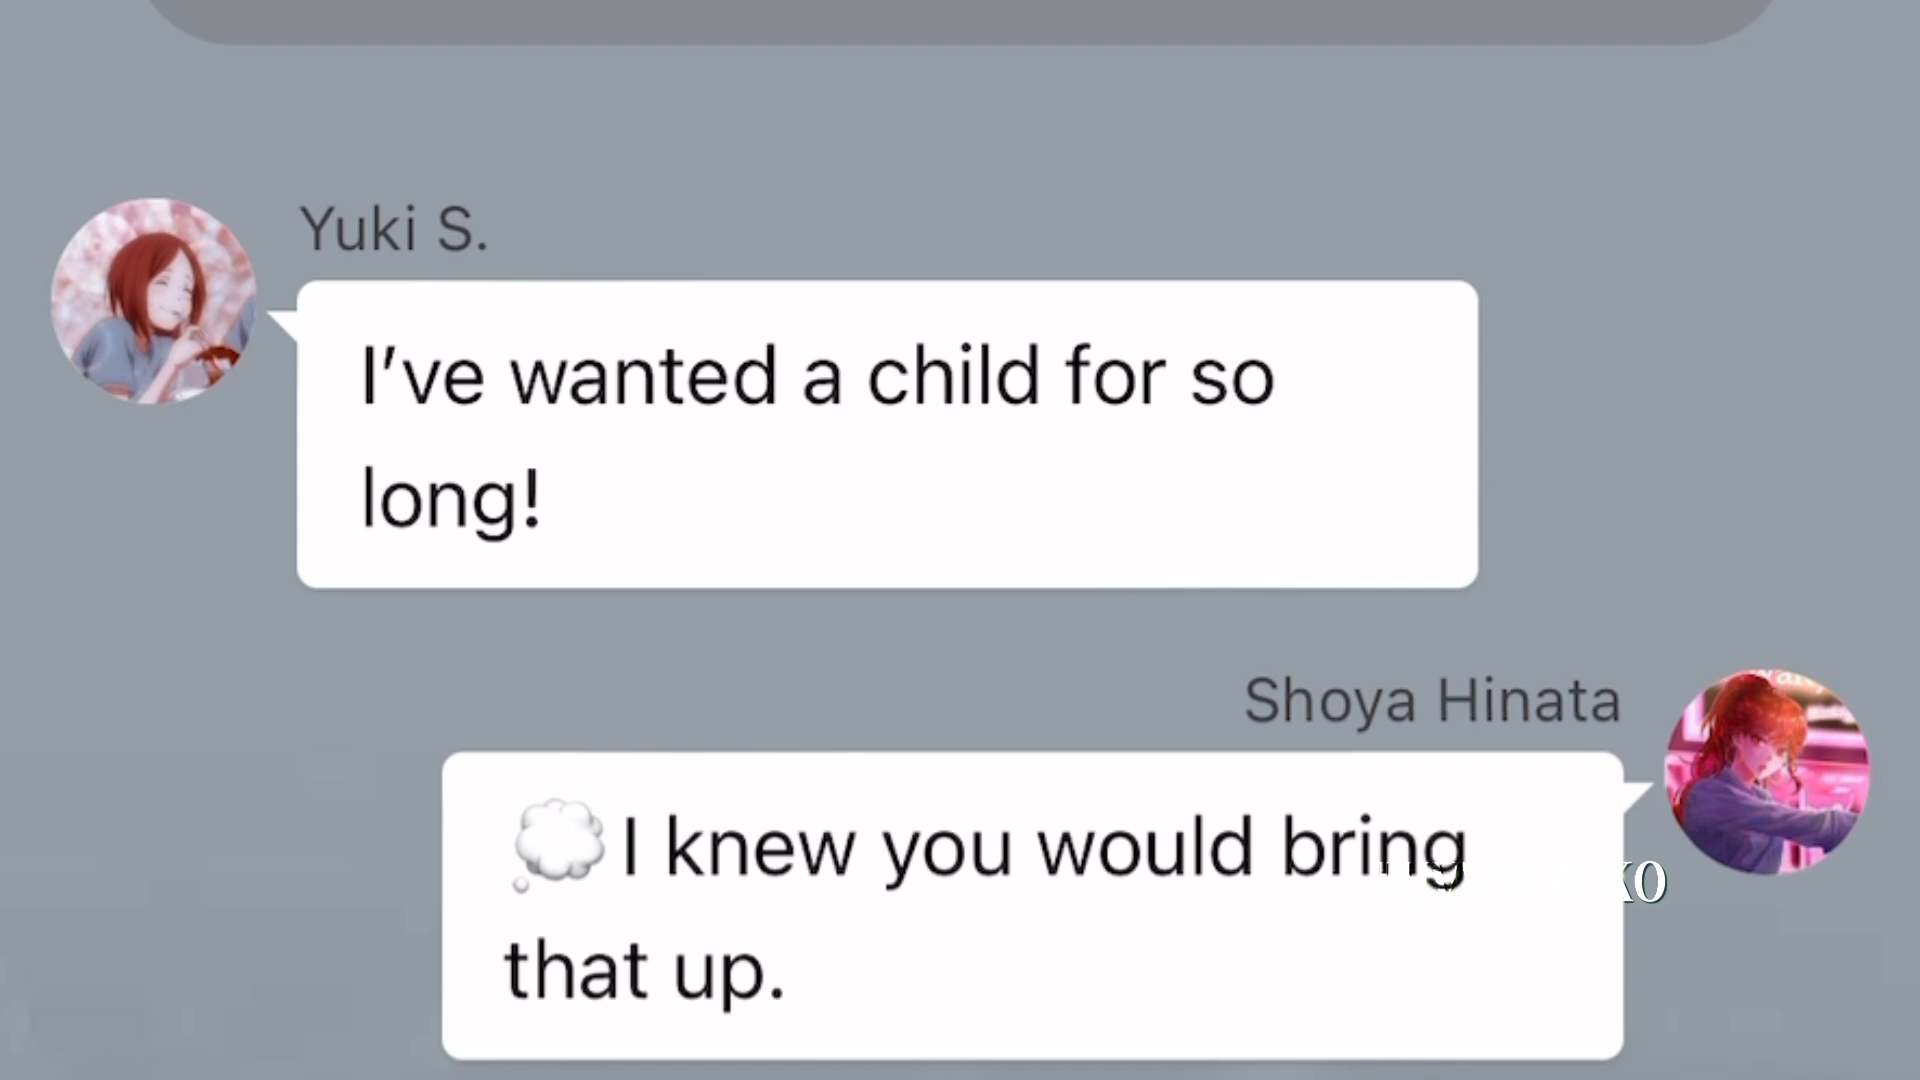 Yuki S.
I've wanted a child for so
long!
Shoya Hinata
💭I knew you would bring
that up.